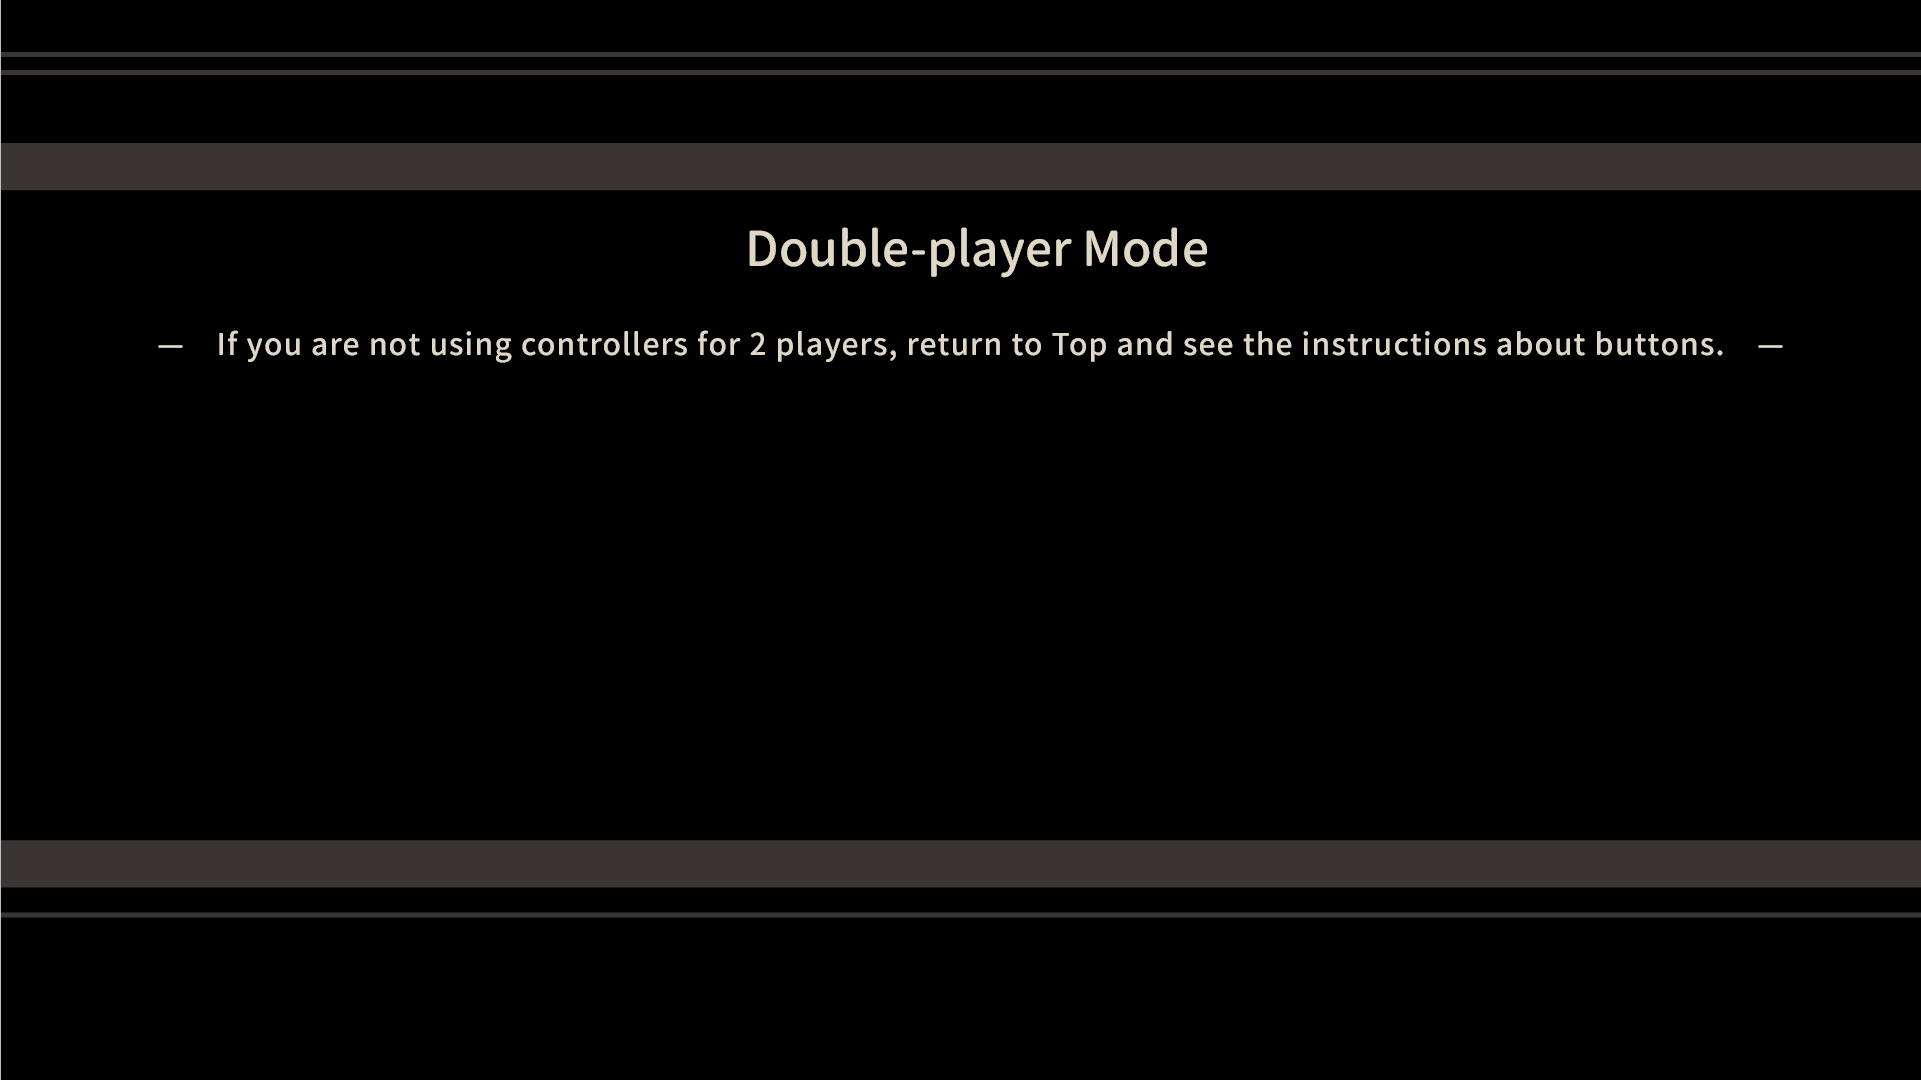 Double-player Mode
— If you are not using controllers for 2 players, return to Top and see the instructions about buttons. —